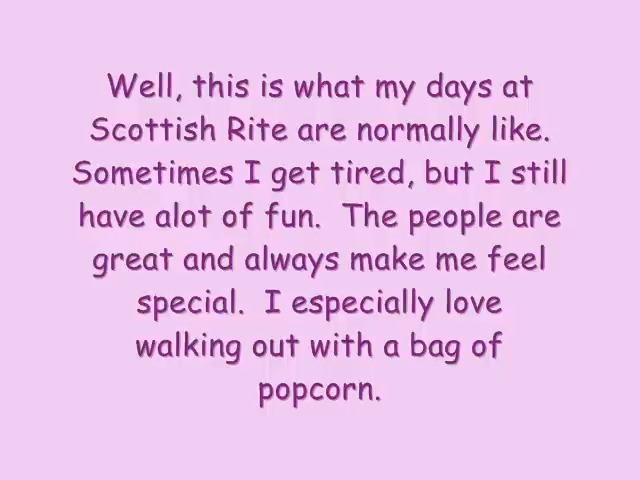 Well, this is what my days at
Scottish Rite are normally like.
Sometimes I get tired, but I still
have alot of fun.  The people are
great and always make me feel
special.  I especially love
walking out with a bag of
popcorn.